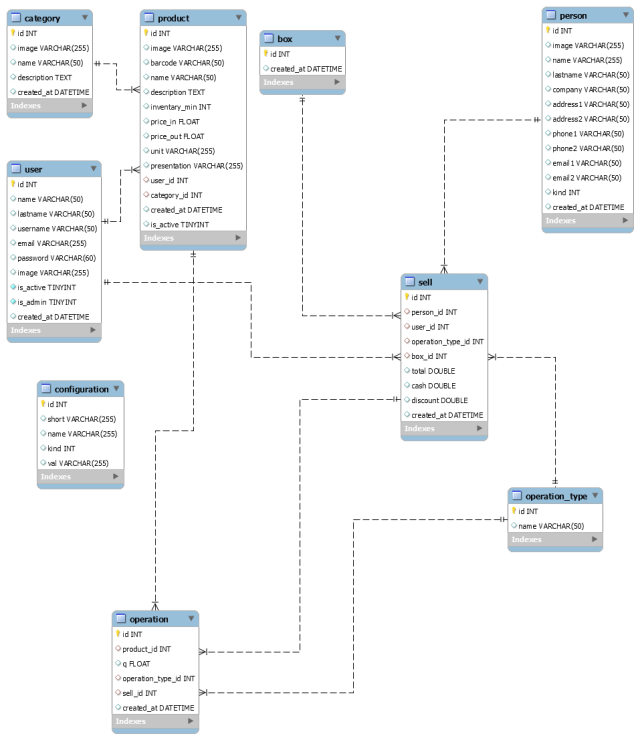 category
id INT
image VARCHAR(255)
name VARCHAR(50)
description TEXT
created_at DATETIME
Indexes
product
id INT
image VARCHAR(255)
barcode VARCHAR(50)
name VARCHAR(50)
description TEXT
inventory_min INT
price_in FLOAT
price_out FLOAT
unit VARCHAR(255)
presentation VARCHAR(255)
user_id INT
category_id INT
created_at DATETIME
is_active TINYINT
Indexes
box
id INT
created_at DATETIME
Indexes
person
id INT
image VARCHAR(255)
name VARCHAR(255)
lastname VARCHAR(50)
company VARCHAR(50)
address1 VARCHAR(50)
address2 VARCHAR(50)
phone1 VARCHAR(50)
phone2 VARCHAR(50)
email1 VARCHAR(50)
email2 VARCHAR(50)
kind INT
created_at DATETIME
Indexes
user
id INT
name VARCHAR(50)
lastname VARCHAR(50)
username VARCHAR(50)
email VARCHAR(255)
password VARCHAR(60)
image VARCHAR(255)
is_active TINYINT
is_admin TINYINT
created_at DATETIME
Indexes
sell
id INT
person_id INT
user_id INT
operation_type_id INT
box_id INT
total DOUBLE
cash DOUBLE
discount DOUBLE
created_at DATETIME
Indexes
configuration
id INT
short VARCHAR(255)
name VARCHAR(255)
kind INT
val VARCHAR(255)
Indexes
operation_type
id INT
name VARCHAR(50)
Indexes
operation
id INT
product_id INT
q FLOAT
operation_type_id INT
sell_id INT
created_at DATETIME
Indexes